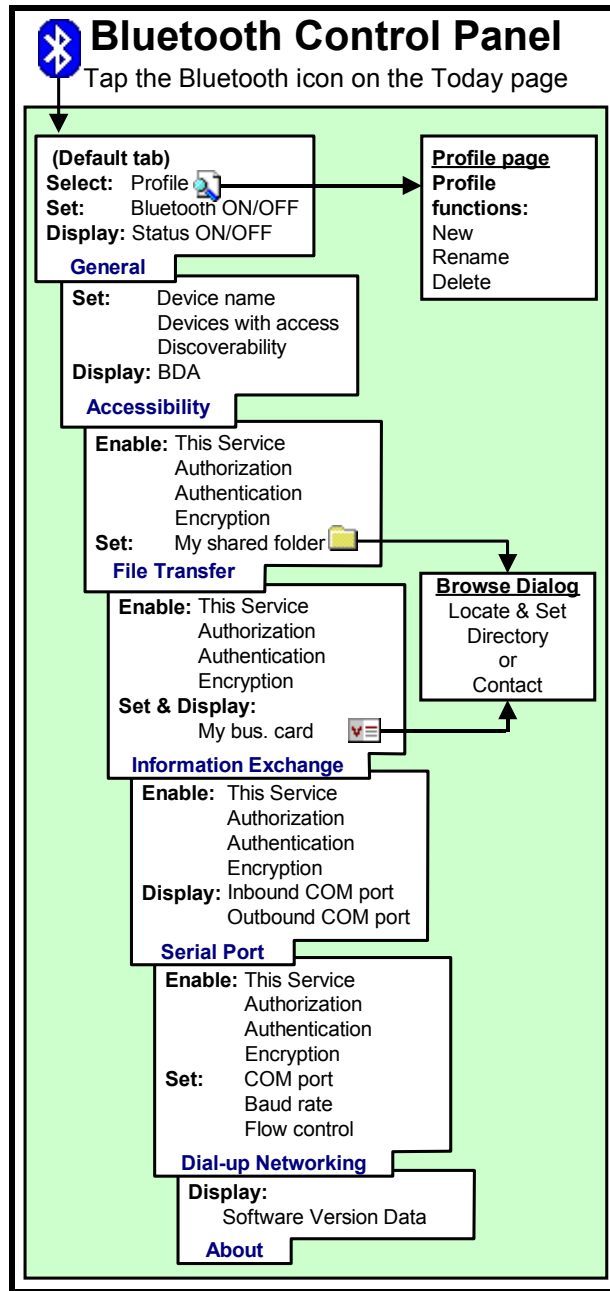 Bluetooth Control Panel
Tap the Bluetooth icon on the Today page
(Default tab)
Select: Profile
Set: Bluetooth ON/OFF
Display: Status ON/OFF
General
Profile page
Profile
functions:
New
Rename
Delete
Set: Device name
Devices with access
Discoverability
Display: BDA
Accessibility
Enable: This Service
Authorization
Authentication
Encryption
Set: My shared folder
File Transfer
Browse Dialog
Locate & Set
Directory
or
Contact
Enable: This Service
Authorization
Authentication
Encryption
Set & Display:
My bus. card
Information Exchange
Enable: This Service
Authorization
Authentication
Encryption
Display: Inbound COM port
Outbound COM port
Serial Port
Enable: This Service
Authorization
Authentication
Encryption
Set: COM port
Baud rate
Flow control
Dial-up Networking
Display:
Software Version Data
About